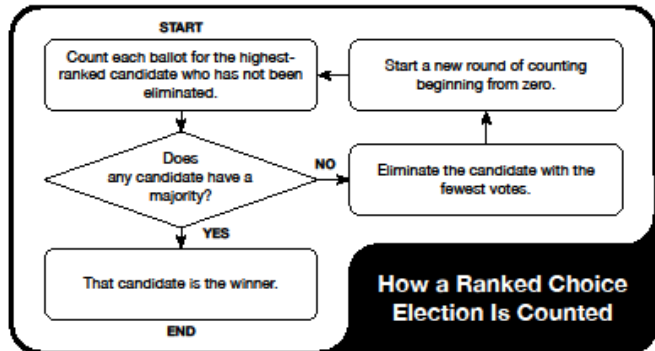 START
Count each ballot for the highest-
ranked candidate who has not been
eliminated.
Start a new round of counting
beginning from zero.
Does
any candidate have a
majority?
NO
Eliminate the candidate with the
fewest votes.
YES
That candidate is the winner.
END
How a Ranked Choice
Election Is Counted